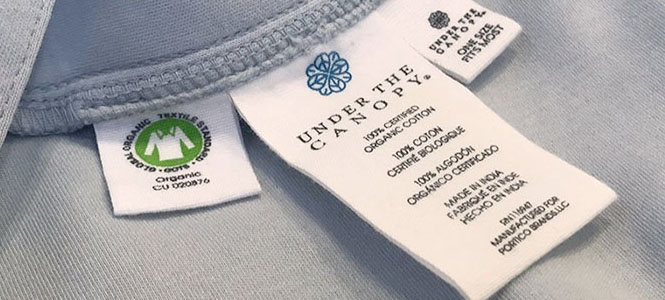 GLOBAL ORGANIC TEXTILE STANDARD
· GOTS ·
Organic
CU 020876
UNDER THE
CANOPY®
100% CERTIFIED
ORGANIC COTTON
100% COTON
CERTIFIÉ BIOLOGIQUE
100% ALGODÓN
ORGÁNICO CERTIFICADO
MADE IN INDIA
FABRIQUÉ EN INDE
HECHO EN INDIA
MANUFACTURED FOR
PORTICO BRANDS,LLC
UNDER THE
CANOPY®
ONE SIZE
FITS MOST